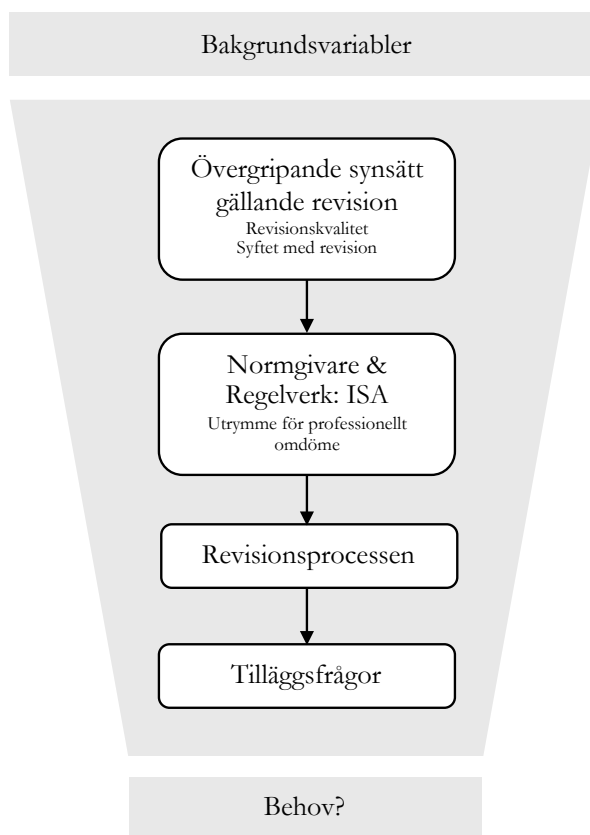 Bakgrundsvariabler
Övergripande synsätt
gällande revision
Revisionskvalitet
Syftet med revision
Normgivare &
Regelverk: ISA
Utrymme för professionellt
omdöme
Revisionsprocessen
Tilläggsfrågor
Behov?